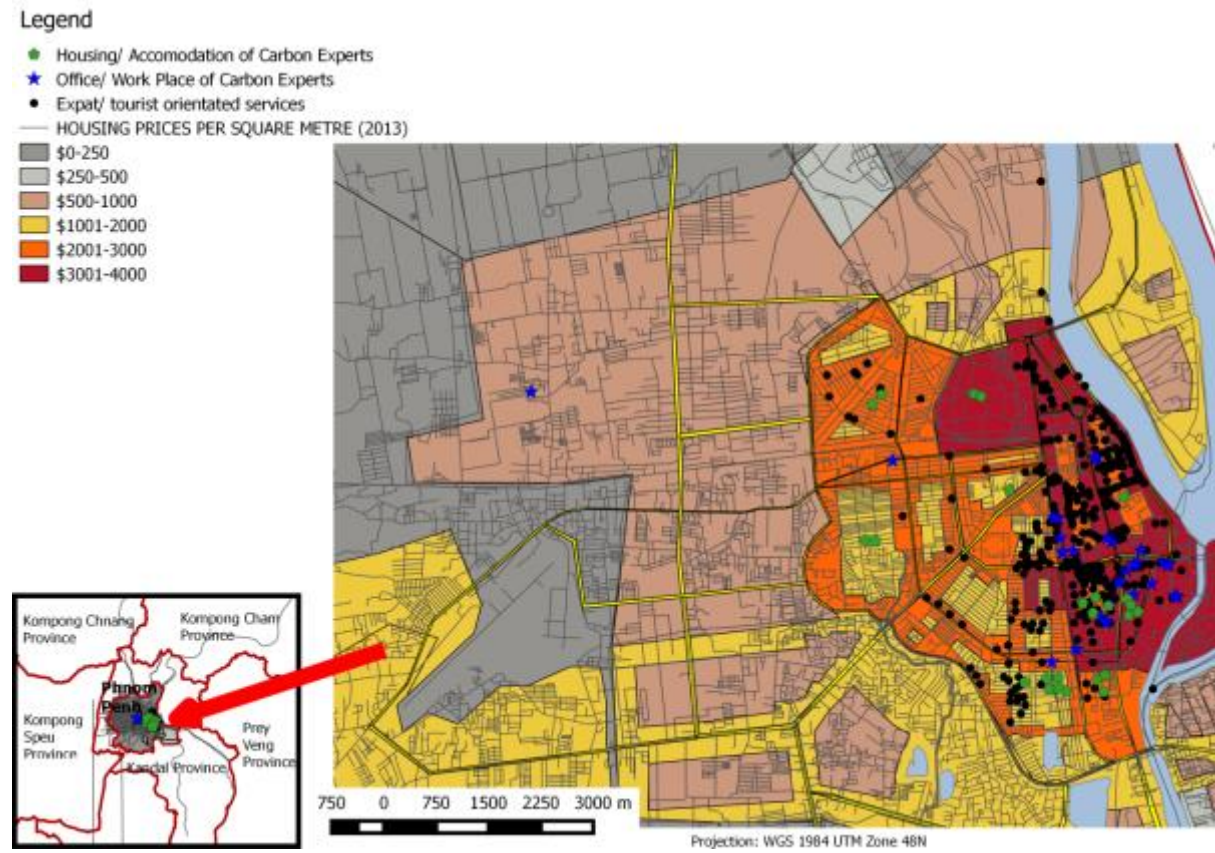 Legend
Housing/ Accomodation of Carbon Experts
Office/ Work Place of Carbon Experts
Expat/ tourist orientated services
HOUSING PRICES PER SQUARE METRE (2013)
$0-250
$250-500
$500-1000
$1001-2000
$2001-3000
$3001-4000
Kompong Chnang
Province
Kompong Cham
Province
Phnom
Penh
Kompong
Speu
Province
Prey
Veng
Province
Kandal Province
750 0 750 1500 2250 3000 m
Projection: WGS 1984 UTM Zone 48N